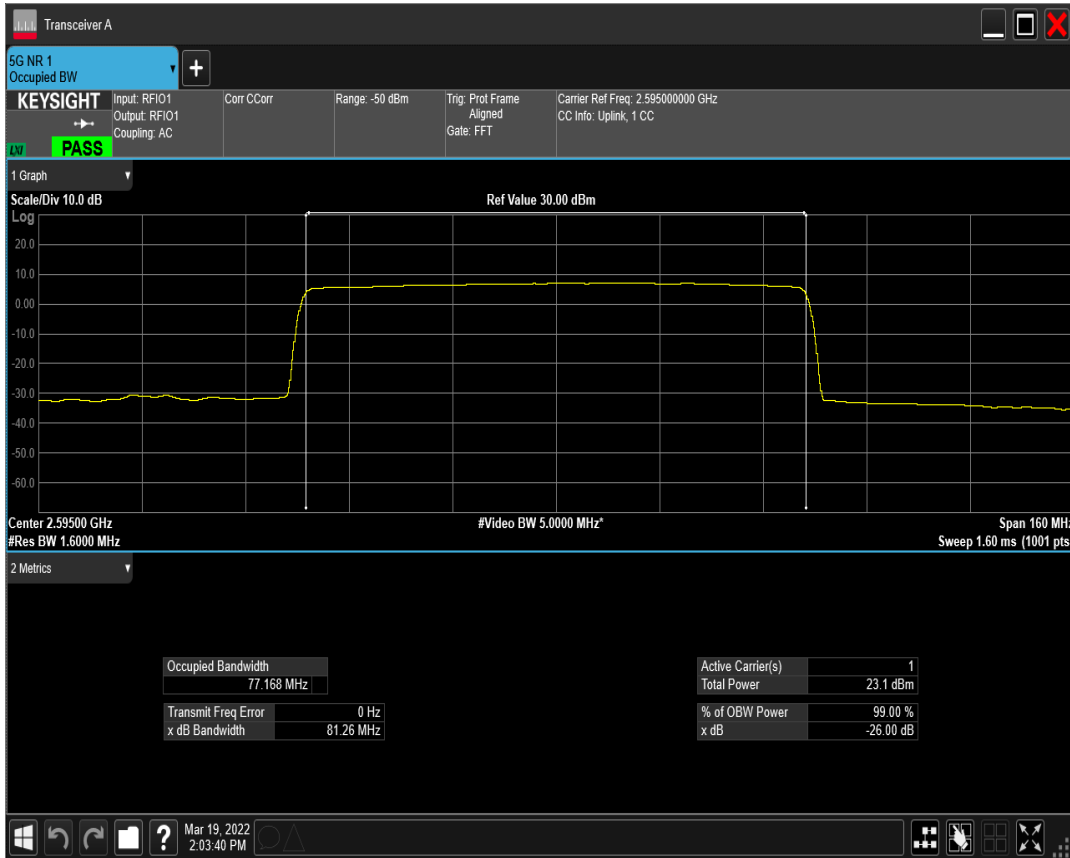 Transceiver A
5G NR 1
Occupied BW
+
KEYSIGHT
LXI
PASS
Input: RFIO1
Output: RFIO1
Coupling: AC
Corr CCorr
Range: -50 dBm
Trig: Prot Frame
Aligned
Gate: FFT
Carrier Ref Freq: 2.595000000 GHz
CC Info: Uplink, 1 CC
1 Graph
Scale/Div 10.0 dB
Ref Value 30.00 dBm
Log
20.0
10.0
0.00
-10.0
-20.0
-30.0
-40.0
-50.0
-60.0
Center 2.59500 GHz
#Video BW 5.0000 MHz*
Span 160 MHz
#Res BW 1.6000 MHz
Sweep 1.60 ms (1001 pts
2 Metrics
Occupied Bandwidth
77.168 MHz
Transmit Freq Error 0 Hz
x dB Bandwidth 81.26 MHz
Active Carrier(s) 1
Total Power 23.1 dBm
% of OBW Power 99.00 %
x dB -26.00 dB
?
Mar 19, 2022
2:03:40 PM